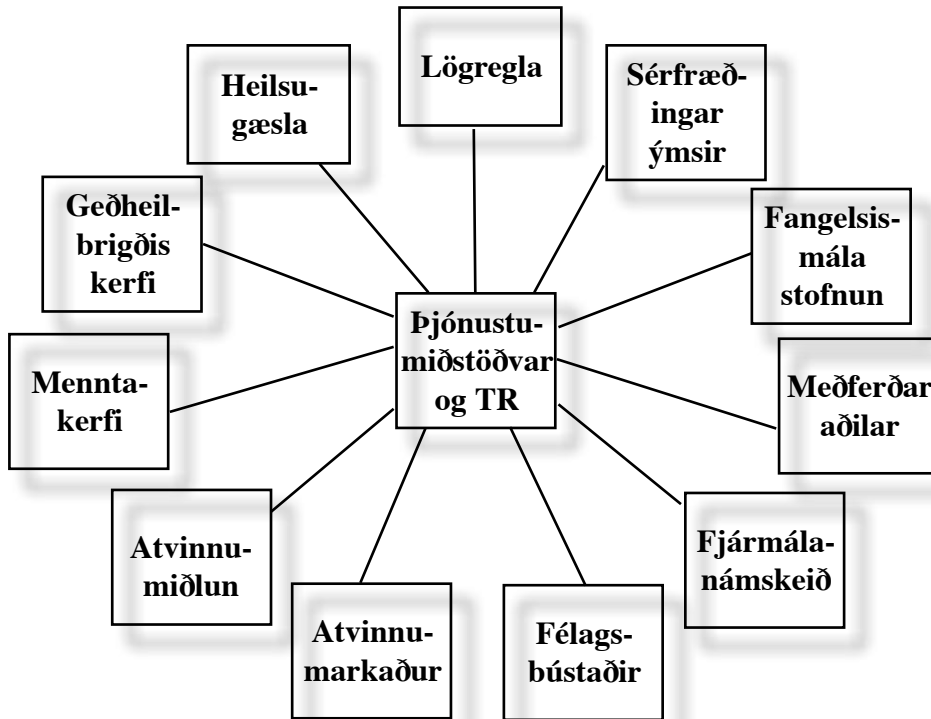 Lögregla
Sérfræð-
ingar
ýmsir
Heilsu-
gæsla
Geðheil-
brigðis
kerfi
Fangelsis-
mála
stofnun
Þjónustu-
miðstöðvar
og TR
Mennta-
kerfi
Meðferðar
aðilar
Atvinnu-
miðlun
Fjármála-
námskeið
Atvinnu-
markaður
Félags-
bústaðir